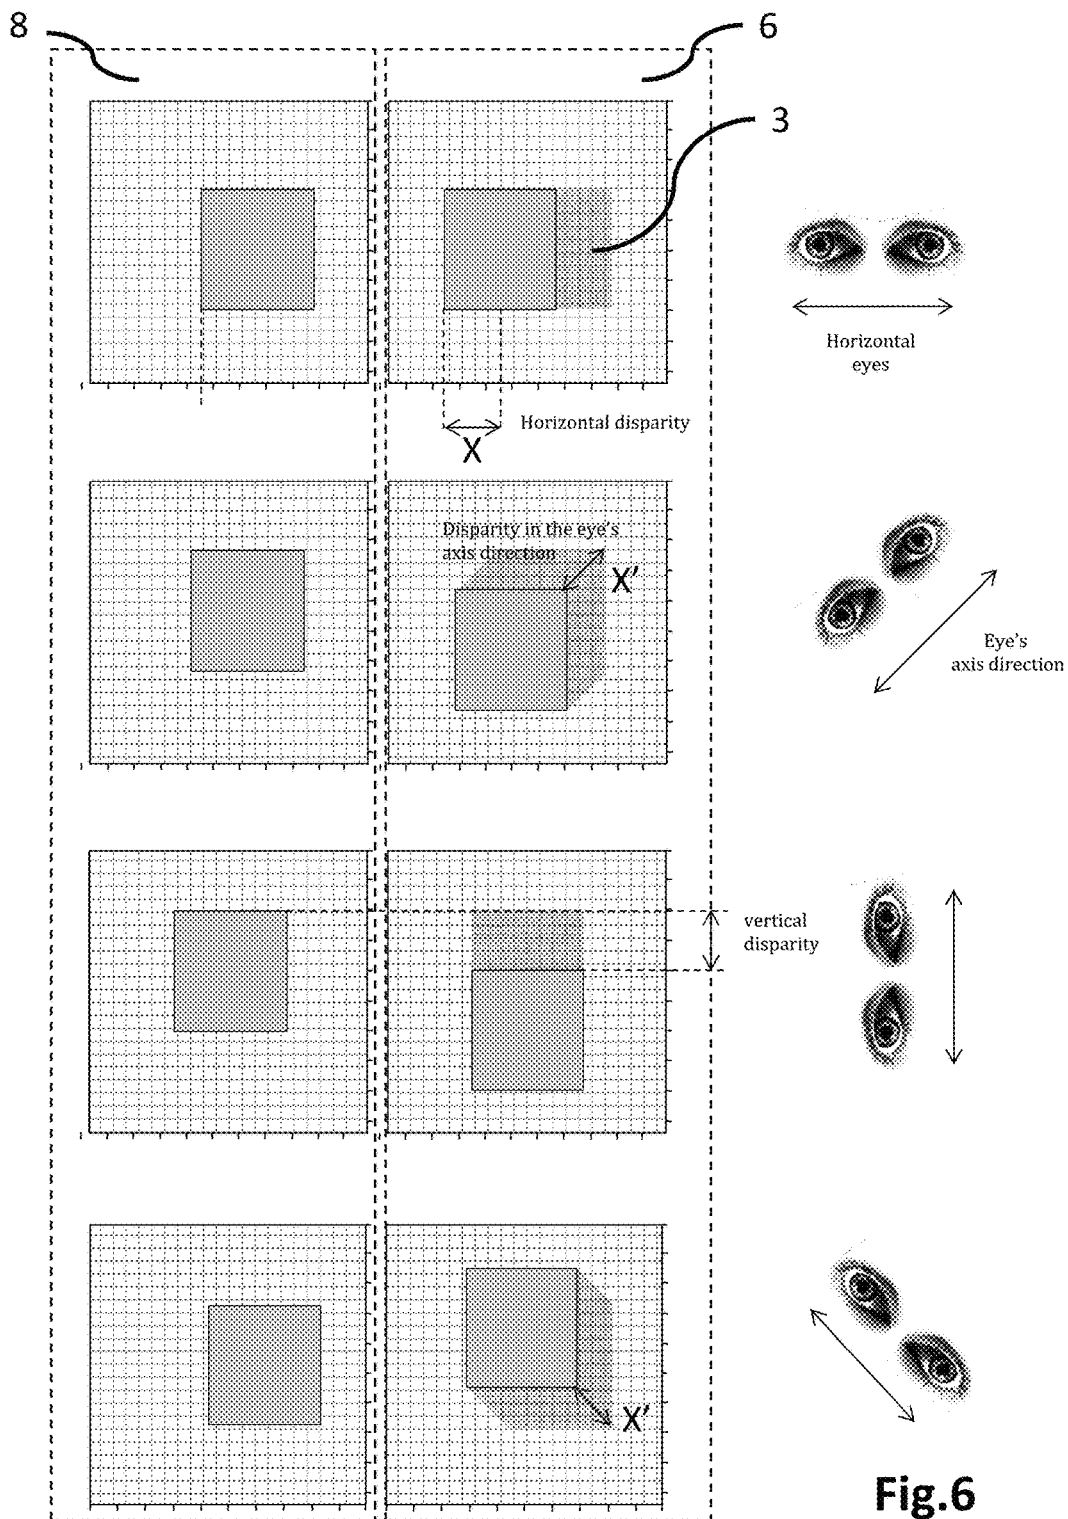 8
6
3
Horizontal
eyes
Horizontal disparity
X
Disparity in the eye's
axis direction
X'
Eye's
axis direction
vertical
disparity
X'
Fig.6